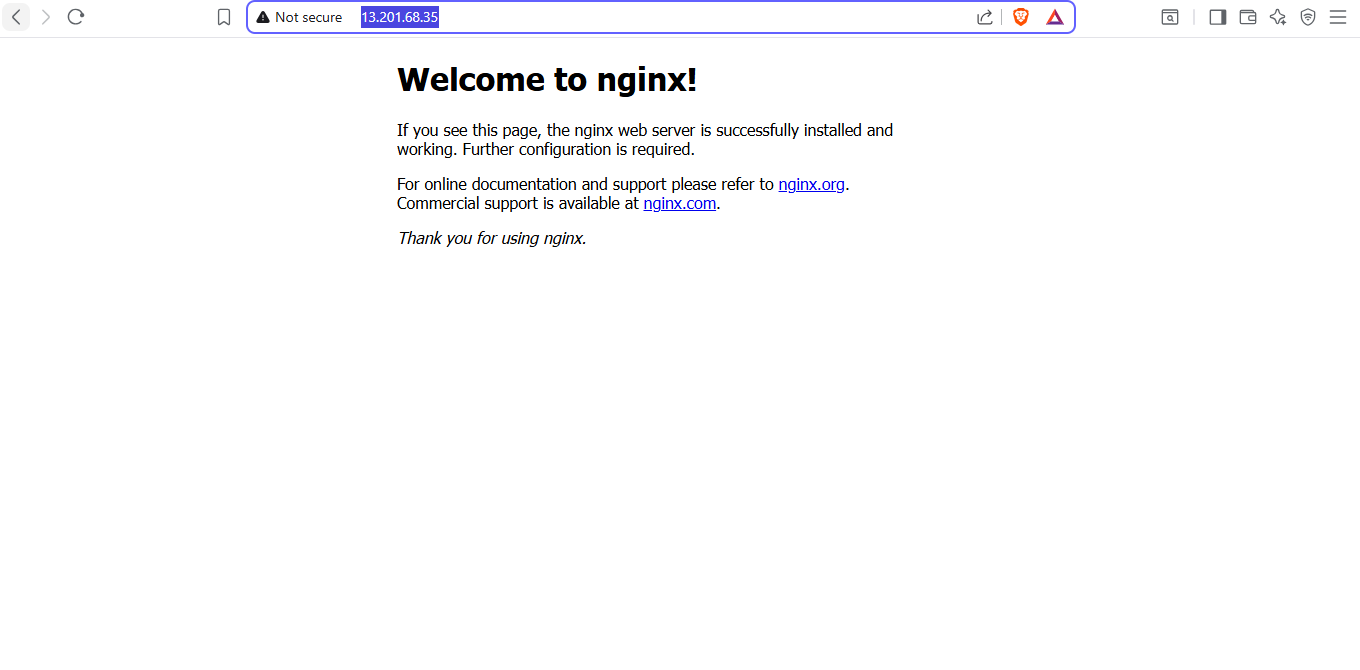 Not secure 13.201.68.35
Welcome to nginx!
If you see this page, the nginx web server is successfully installed and
working. Further configuration is required.
For online documentation and support please refer to nginx.org.
Commercial support is available at nginx.com.
Thank you for using nginx.